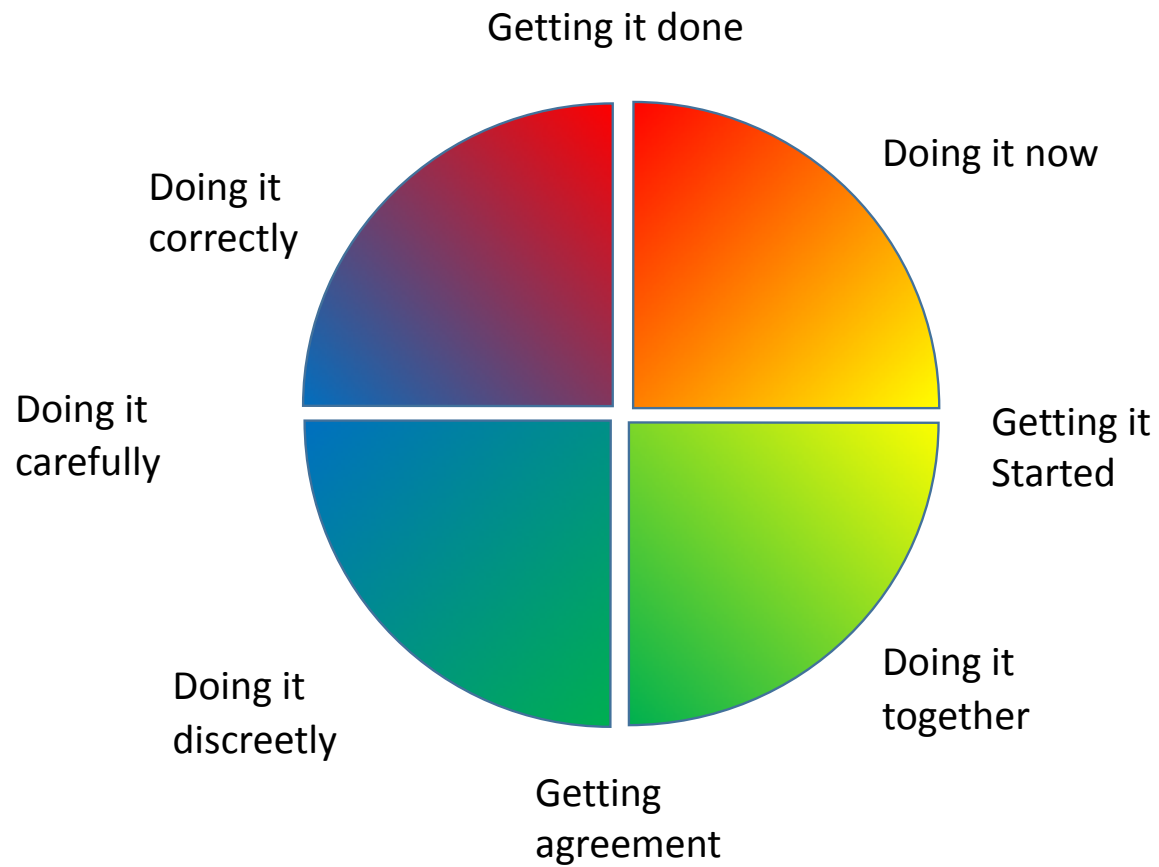 Getting it done
Doing it now
Doing it
correctly
Doing it
carefully
Getting it
Started
Doing it
together
Doing it
discreetly
Getting
agreement